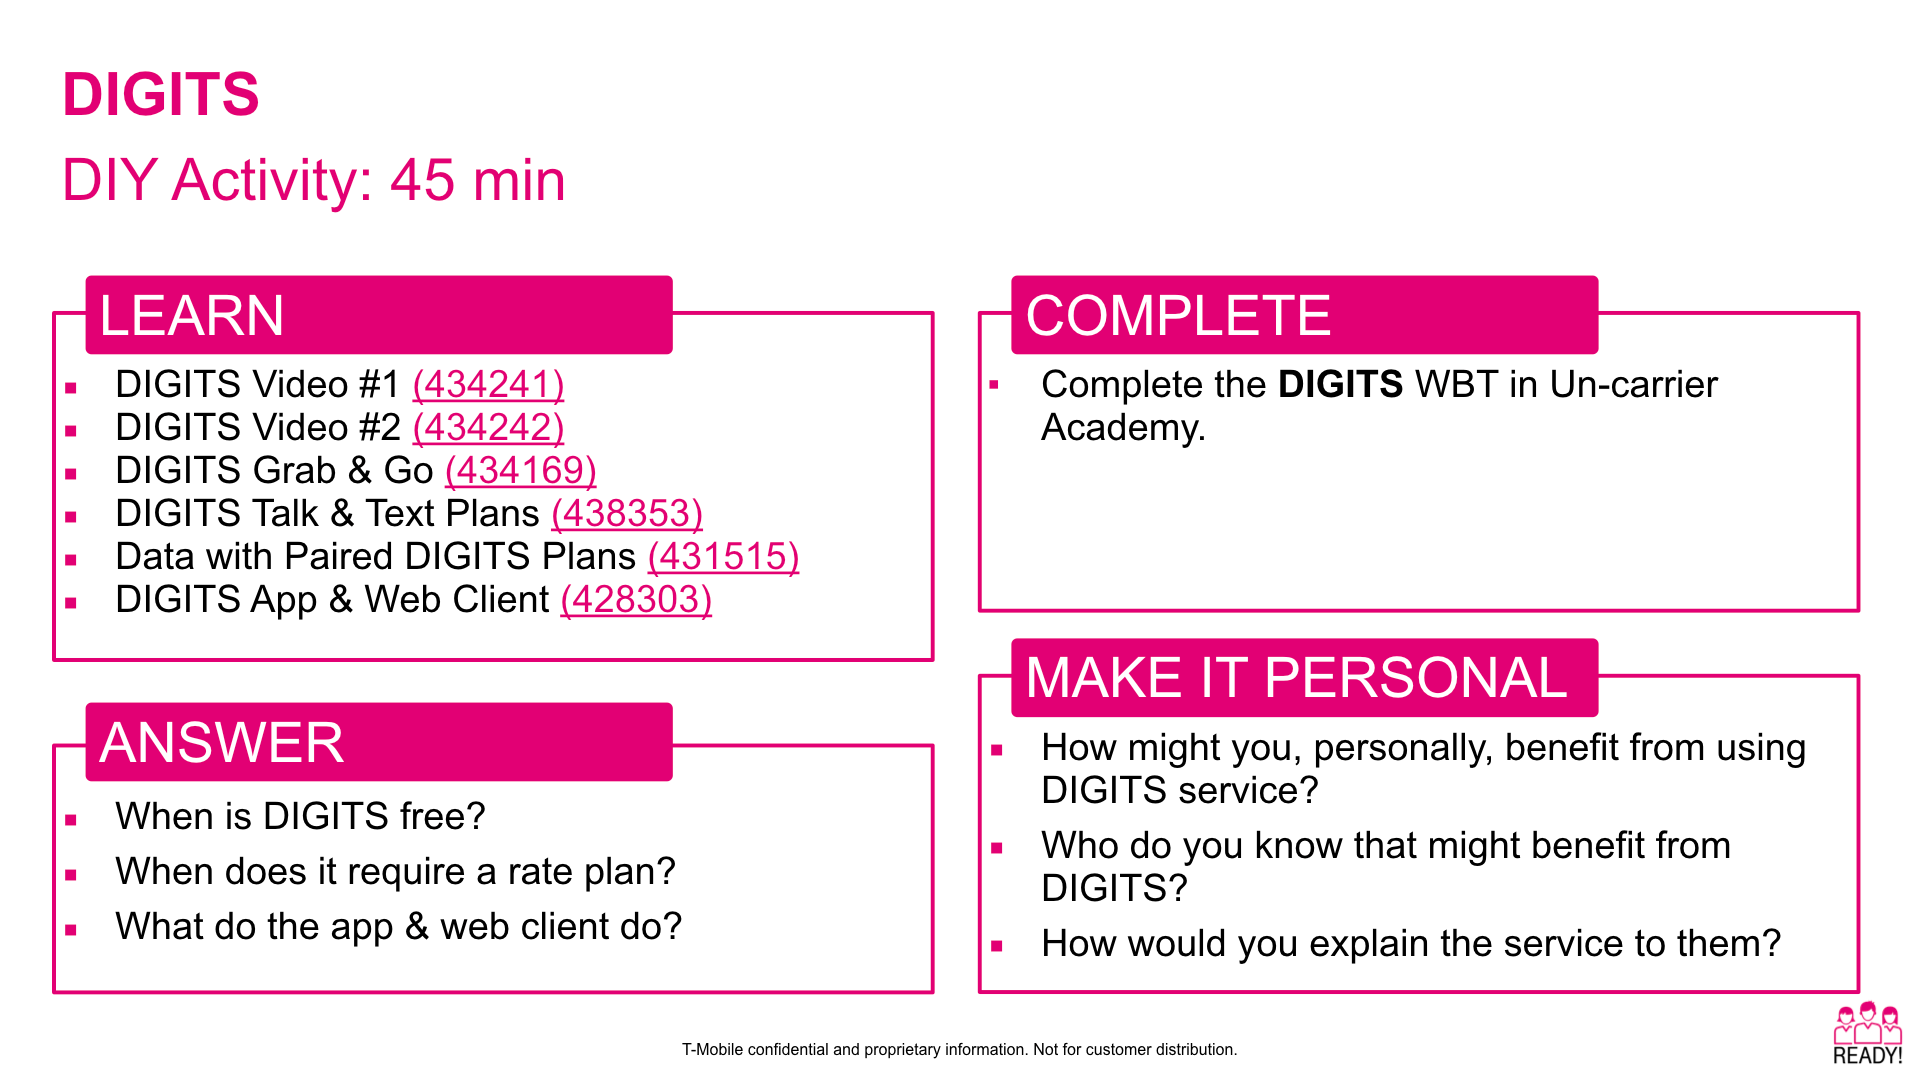 DIGITS
DIY Activity: 45 min
LEARN
DIGITS Video #1 (434241)
DIGITS Video #2 (434242)
DIGITS Grab & Go (434169)
DIGITS Talk & Text Plans (438353)
Data with Paired DIGITS Plans (431515)
DIGITS App & Web Client (428303)
ANSWER
When is DIGITS free?
When does it require a rate plan?
What do the app & web client do?
COMPLETE
Complete the DIGITS WBT in Un-carrier
Academy.
MAKE IT PERSONAL
How might you, personally, benefit from using
DIGITS service?
Who do you know that might benefit from
DIGITS?
How would you explain the service to them?
T-Mobile confidential and proprietary information. Not for customer distribution.
READY!